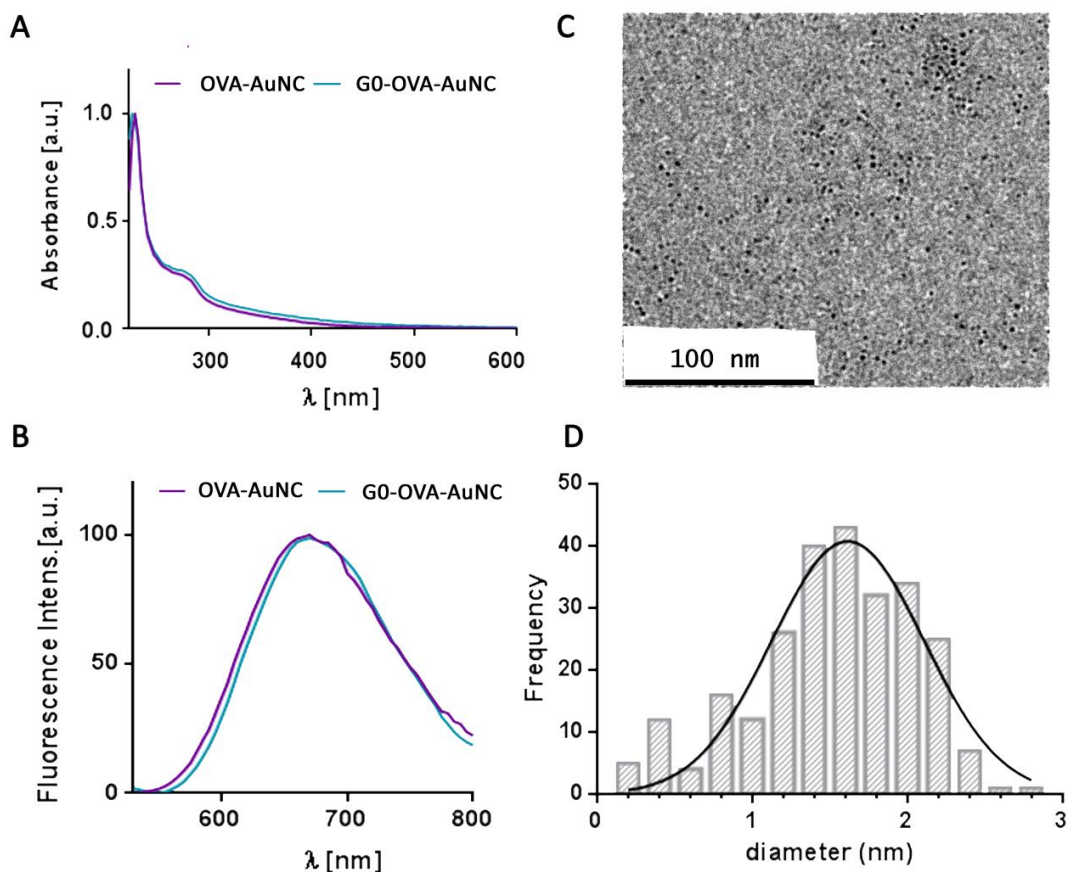 A
OVA-AuNC G0-OVA-AuNC
Absorbance [a.u.]
1.0
0.5
0.0
300 400 500 600
λ [nm]
C
100 nm
B
OVA-AuNC G0-OVA-AuNC
Fluorescence Intens.[a.u.]
100
50
0
600 700 800
λ [nm]
D
Frequency
50
40
30
20
10
0
0 1 2 3
diameter (nm)